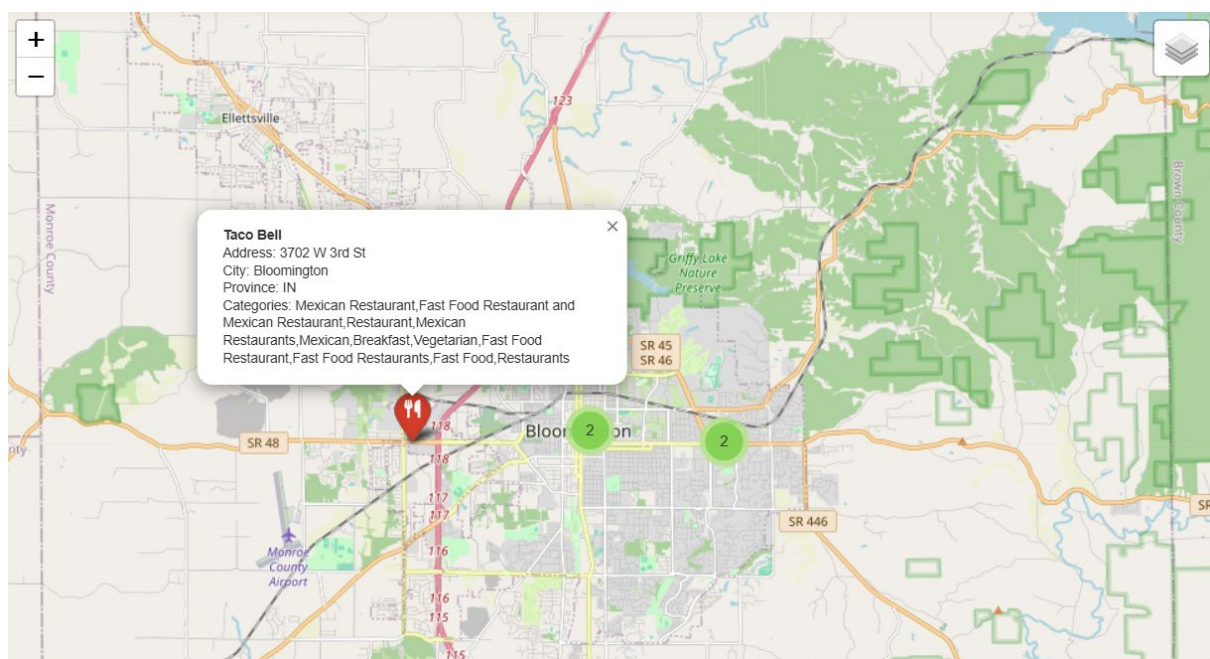 +
−
123
Ellettsville
Monroe County
Brown County
×
Taco Bell
Address: 3702 W 3rd St
City: Bloomington
Province: IN
Categories: Mexican Restaurant,Fast Food Restaurant and
Mexican Restaurant,Restaurant,Mexican
Restaurants,Mexican,Breakfast,Vegetarian,Fast Food
Restaurant,Fast Food Restaurants,Fast Food,Restaurants
Griffy Lake
Nature
Preserve
SR 45
SR 46
118
SR 48
2
2
nty
118
117
117
SR 446
SR
116
Monroe
County
Airport
116
115
115